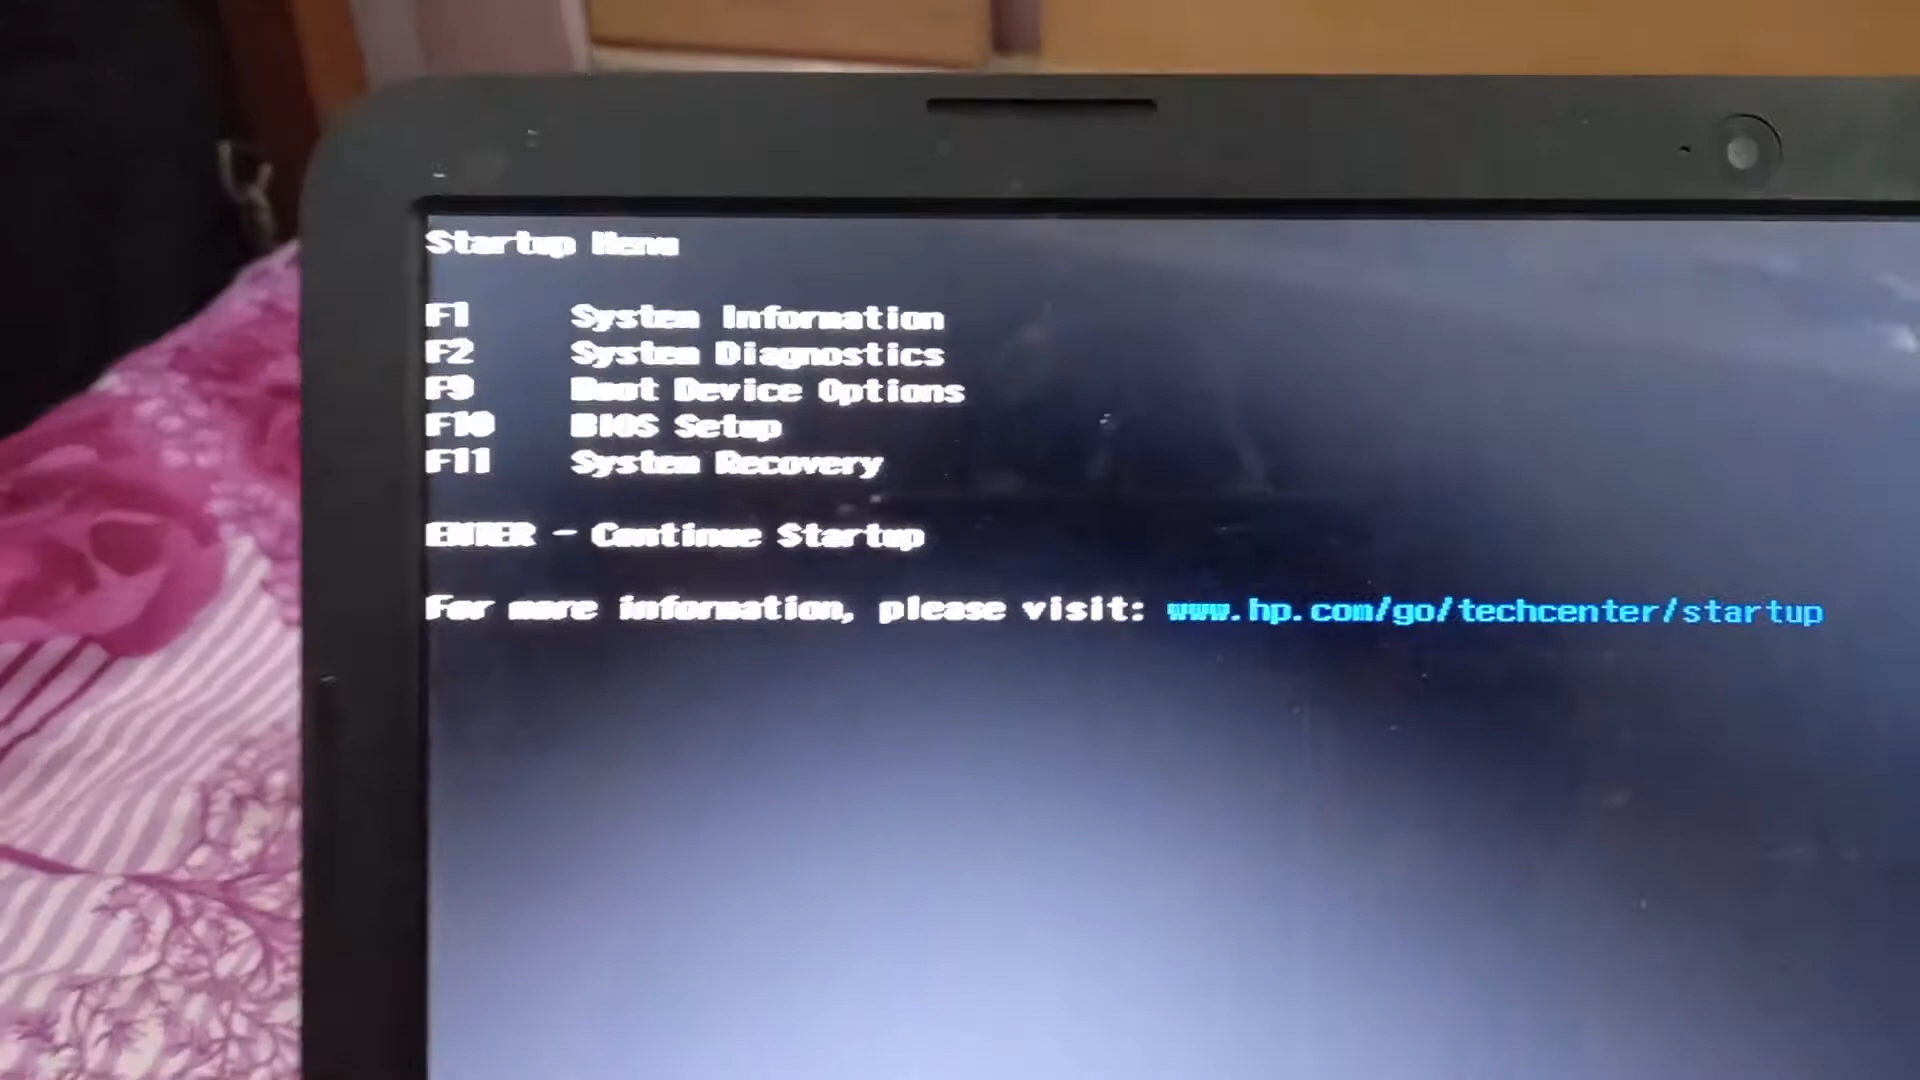 Startup Menu
F1 System Information
F2 System Diagnostics
F9 Boot Device Options
F10 BIOS Setup
F11 System Recovery
ENTER - Continue Startup
For more information, please visit: www.hp.com/go/techcenter/startup